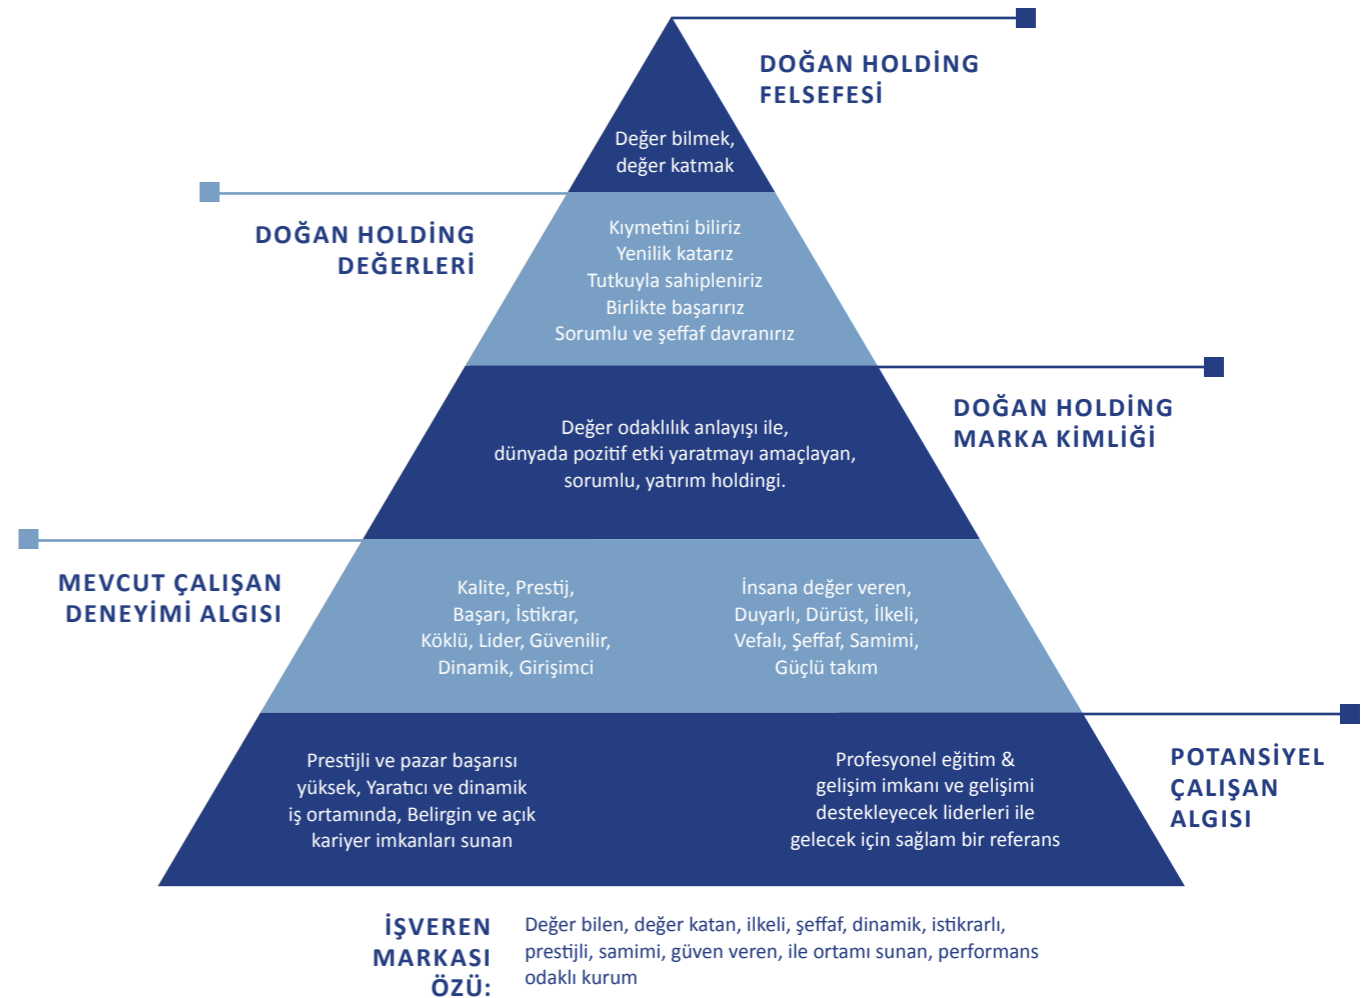 DOĞAN HOLDİNG
FELSEFESİ
Değer bilmek,
değer katmak
DOĞAN HOLDİNG
DEĞERLERİ
Kıymetini biliriz
Yenilik katarız
Tutkuyla sahipleniriz
Birlikte başarırız
Sorumlu ve şeffaf davranırız
DOĞAN HOLDİNG
MARKA KİMLİĞİ
Değer odaklılık anlayışı ile,
dünyada pozitif etki yaratmayı amaçlayan,
sorumlu, yatırım holdingi.
MEVCUT ÇALIŞAN
DENEYİMİ ALGISI
Kalite, Prestij,
Başarı, İstikrar,
Köklü, Lider, Güvenilir,
Dinamik, Girişimci
İnsana değer veren,
Duyarlı, Dürüst, İlkeli,
Vefalı, Şeffaf, Samimi,
Güçlü takım
POTANSİYEL
ÇALIŞAN
ALGISI
Prestijli ve pazar başarısı
yüksek, Yaratıcı ve dinamik
iş ortamında, Belirgin ve açık
kariyer imkanları sunan
Profesyonel eğitim &
gelişim imkanı ve gelişimi
destekleyecek liderleri ile
gelecek için sağlam bir referans
İŞVEREN
MARKASI
ÖZÜ:
Değer bilen, değer katan, ilkeli, şeffaf, dinamik, istikrarlı,
prestijli, samimi, güven veren, ile ortamı sunan, performans
odaklı kurum